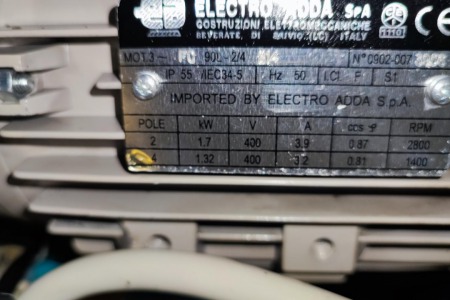 ELECTRO ADDA SpA
COSTRUZIONI ELETTROMECCANICHE
BEVERATE DI BRIVIO (LC) ITALY CE
MOT.3~ 90L-2/4 N°0902-007
IP 55 IEC34-5 Hz 50 I.Cl. F S1
IMPORTED BY ELECTRO ADDA S.p.A.
POLE kW V A cos φ RPM
2 1.7 400 3.9 0.87 2800
4 1.32 400 3.2 0.81 1400